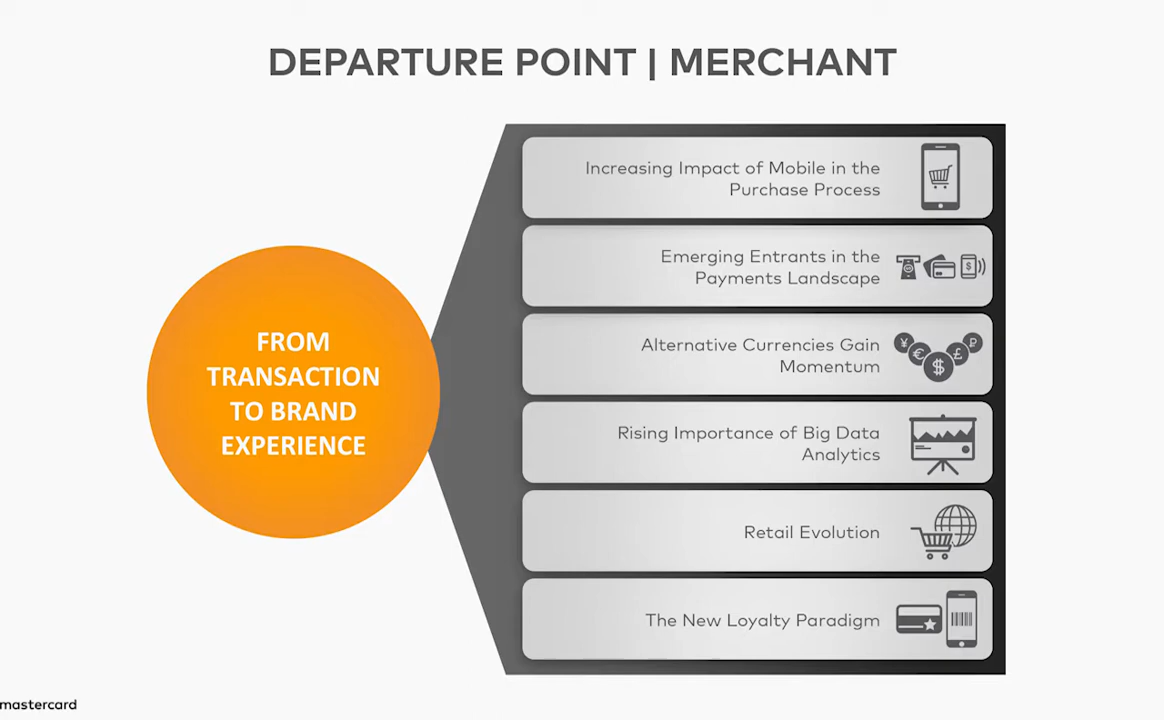 DEPARTURE POINT | MERCHANT
FROM
TRANSACTION
TO BRAND
EXPERIENCE
Increasing Impact of Mobile in the
Purchase Process
Emerging Entrants in the
Payments Landscape
Alternative Currencies Gain
Momentum
Rising Importance of Big Data
Analytics
Retail Evolution
The New Loyalty Paradigm
mastercard